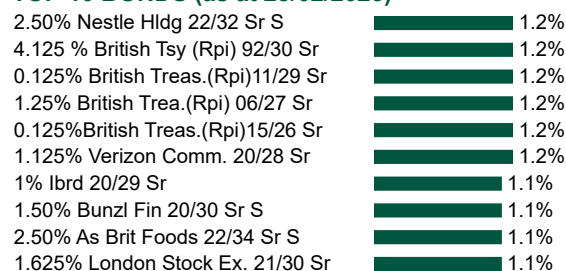 2.50% Nestle Hldg 22/32 Sr S 1.2%
4.125 % British Tsy (Rpi) 92/30 Sr 1.2%
0.125% British Treas.(Rpi)11/29 Sr 1.2%
1.25% British Trea.(Rpi) 06/27 Sr 1.2%
0.125%British Treas.(Rpi)15/26 Sr 1.2%
1.125% Verizon Comm. 20/28 Sr 1.2%
1% Ibrd 20/29 Sr 1.1%
1.50% Bunzl Fin 20/30 Sr S 1.1%
2.50% As Brit Foods 22/34 Sr S 1.1%
1.625% London Stock Ex. 21/30 Sr 1.1%